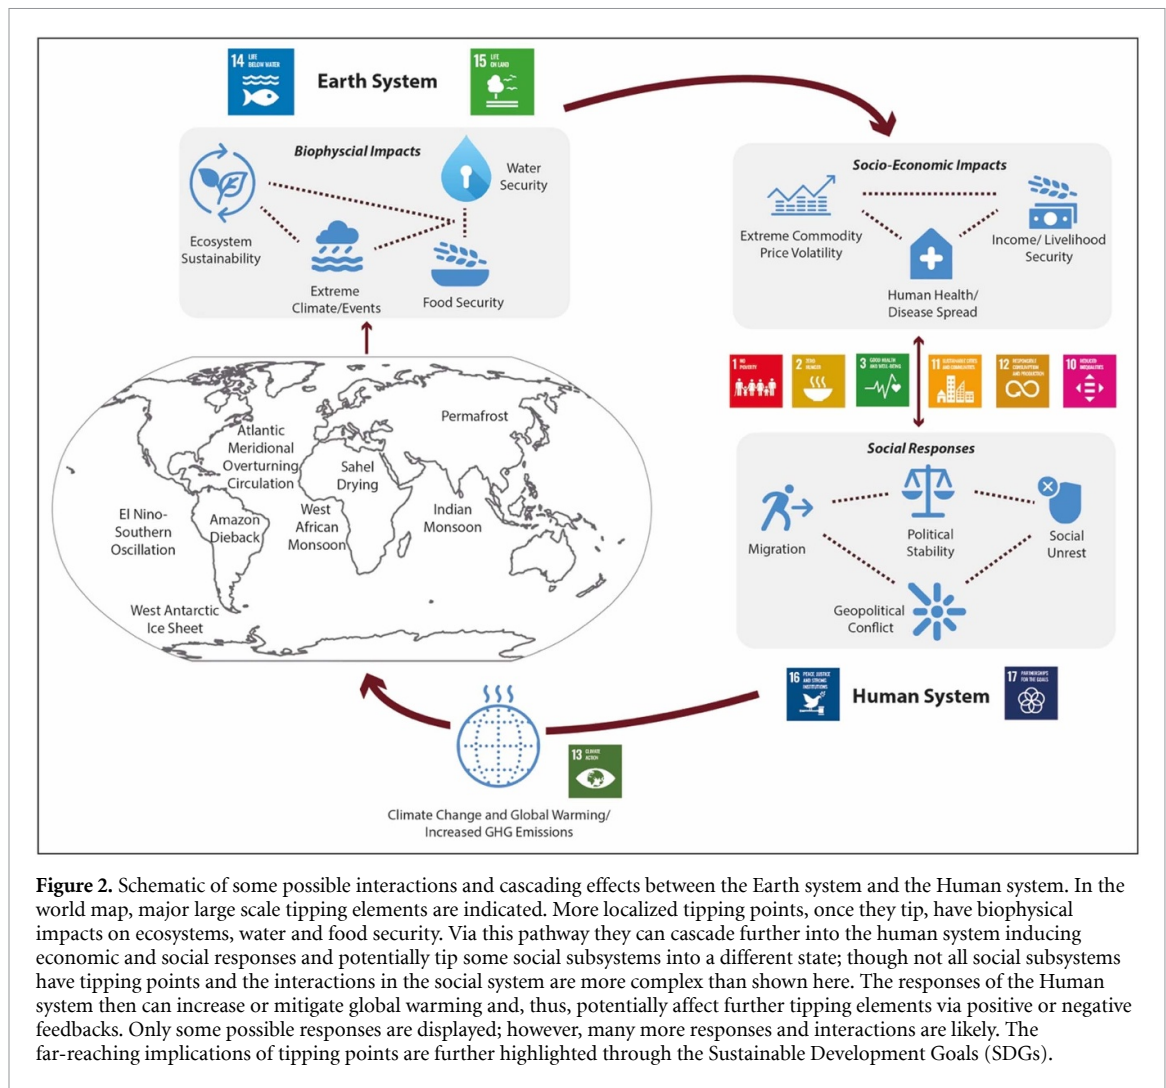 14 LIFE
BELOW WATER
Earth System
15 LIFE
ON LAND
Biophyscial Impacts
Water
Security
Ecosystem
Sustainability
Extreme
Climate/Events
Food Security
Socio-Economic Impacts
Extreme Commodity
Price Volatility
Income/ Livelihood
Security
Human Health/
Disease Spread
1 NO
POVERTY
2 ZERO
HUNGER
3 GOOD HEALTH
AND WELL-BEING
11 SUSTAINABLE CITIES
AND COMMUNITIES
12 RESPONSIBLE
CONSUMPTION
AND PRODUCTION
10 REDUCED
INEQUALITIES
Permafrost
Atlantic
Meridional
Overturning
Circulation
Sahel
Drying
El Nino-
Southern
Oscillation
Amazon
Dieback
West
African
Monsoon
Indian
Monsoon
West Antarctic
Ice Sheet
Social Responses
Migration
Political
Stability
Social
Unrest
Geopolitical
Conflict
16 PEACE, JUSTICE
AND STRONG
INSTITUTIONS
Human System
17 PARTNERSHIPS
FOR THE GOALS
13 CLIMATE
ACTION
Climate Change and Global Warming/
Increased GHG Emissions
Figure 2. Schematic of some possible interactions and cascading effects between the Earth system and the Human system. In the
world map, major large scale tipping elements are indicated. More localized tipping points, once they tip, have biophysical
impacts on ecosystems, water and food security. Via this pathway they can cascade further into the human system inducing
economic and social responses and potentially tip some social subsystems into a different state; though not all social subsystems
have tipping points and the interactions in the social system are more complex than shown here. The responses of the Human
system then can increase or mitigate global warming and, thus, potentially affect further tipping elements via positive or negative
feedbacks. Only some possible responses are displayed; however, many more responses and interactions are likely. The
far-reaching implications of tipping points are further highlighted through the Sustainable Development Goals (SDGs).